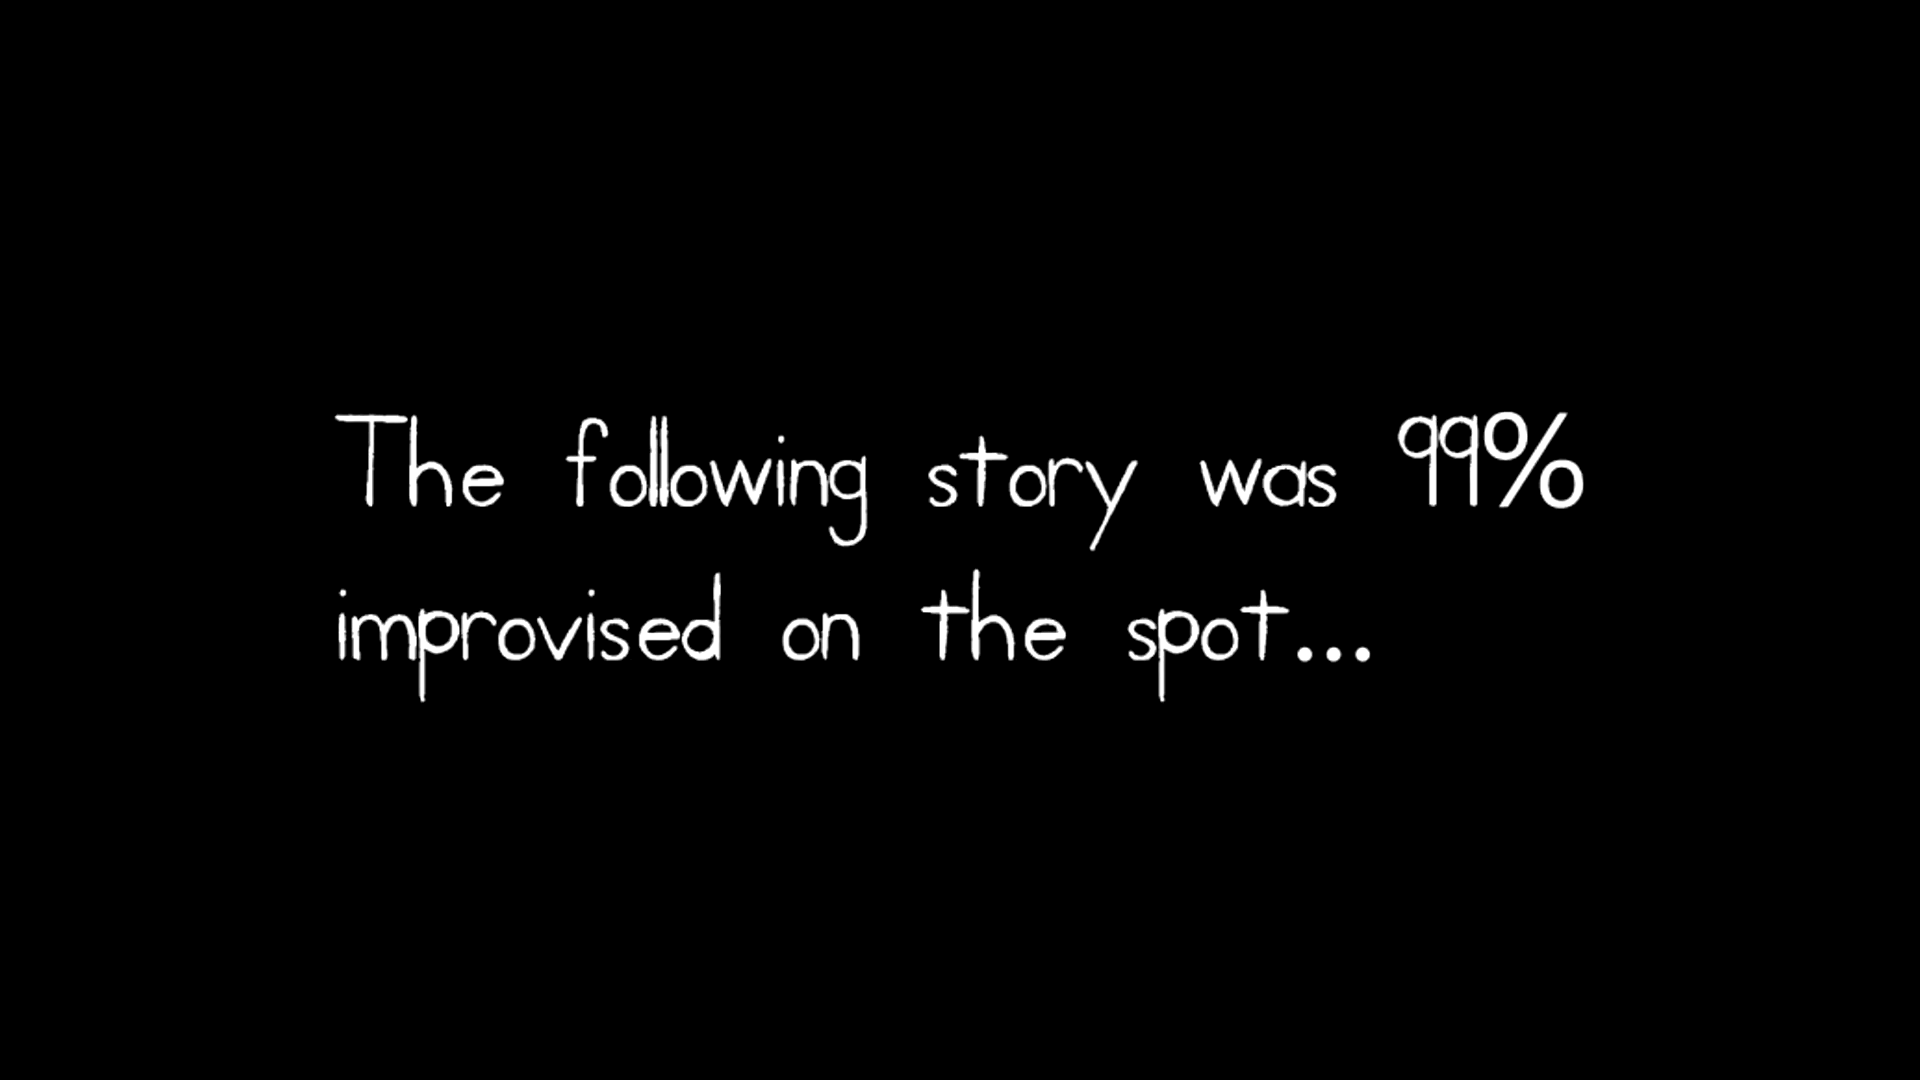 The following story was 99%
improvised on the spot...